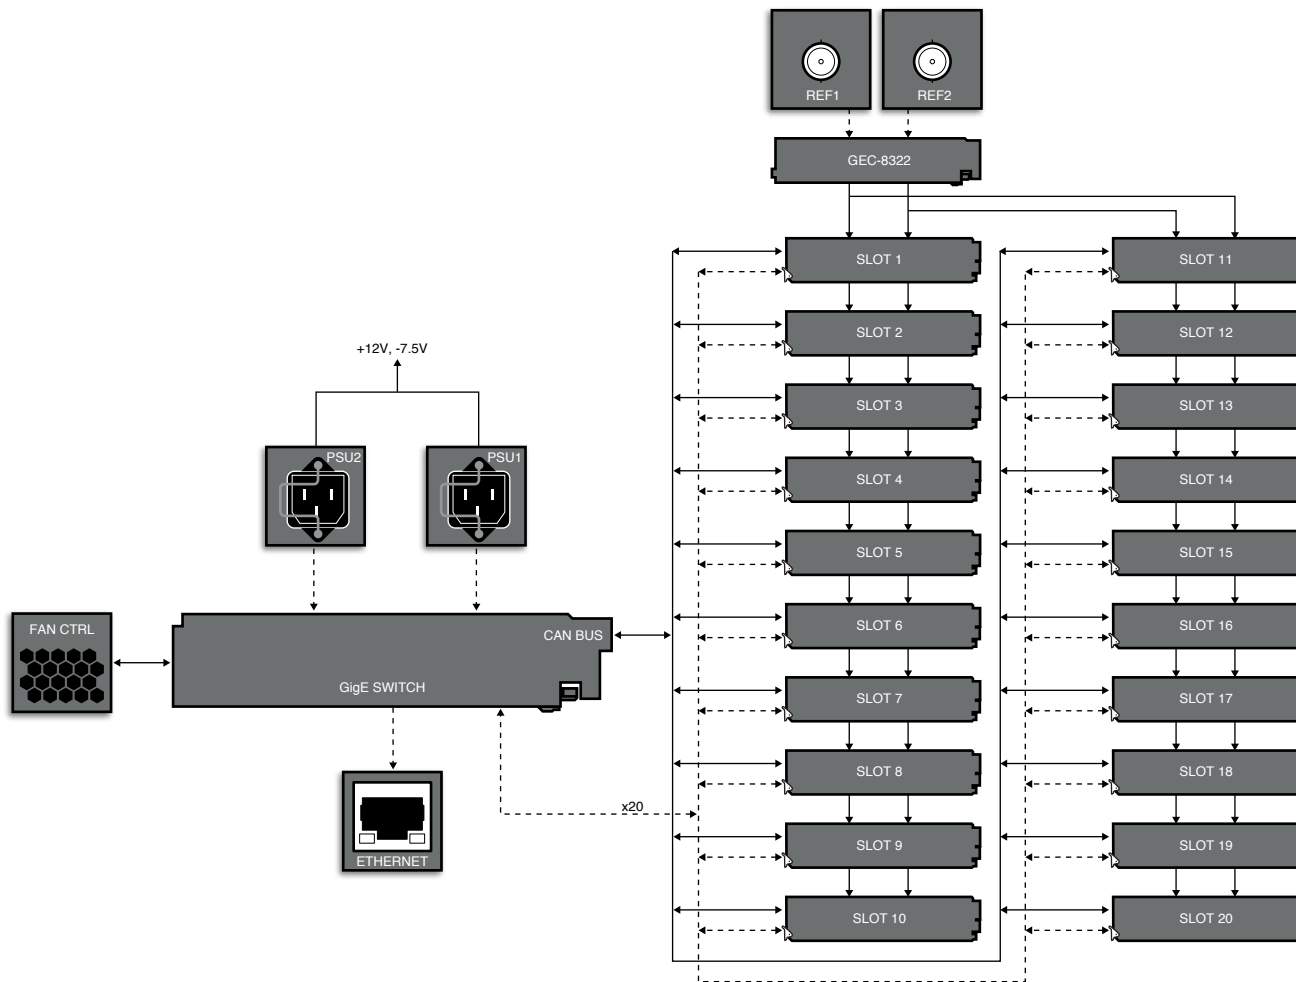 REF1
REF2
GEC-8322
SLOT 1
SLOT 11
SLOT 2
SLOT 12
+12V, -7.5V
SLOT 3
SLOT 13
PSU2
PSU1
SLOT 4
SLOT 14
SLOT 5
SLOT 15
FAN CTRL
CAN BUS
SLOT 6
SLOT 16
GigE SWITCH
SLOT 7
SLOT 17
SLOT 8
SLOT 18
x20
SLOT 9
SLOT 19
ETHERNET
SLOT 10
SLOT 20